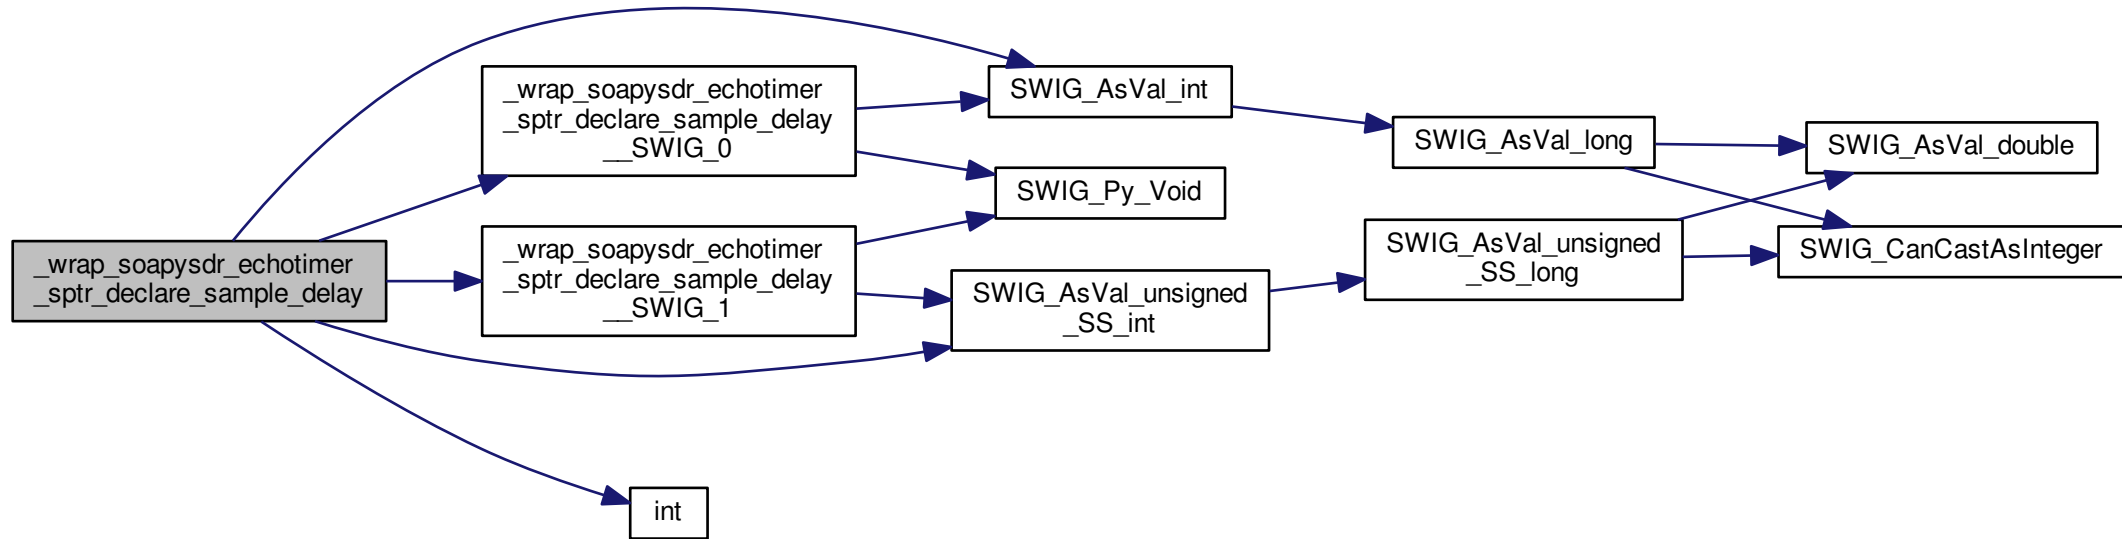 _wrap_soapysdr_echotimer
_sptr_declare_sample_delay
_wrap_soapysdr_echotimer
_sptr_declare_sample_delay
__SWIG_0
_wrap_soapysdr_echotimer
_sptr_declare_sample_delay
__SWIG_1
int
SWIG_AsVal_int
SWIG_Py_Void
SWIG_AsVal_unsigned
_SS_int
SWIG_AsVal_long
SWIG_AsVal_unsigned
_SS_long
SWIG_AsVal_double
SWIG_CanCastAsInteger